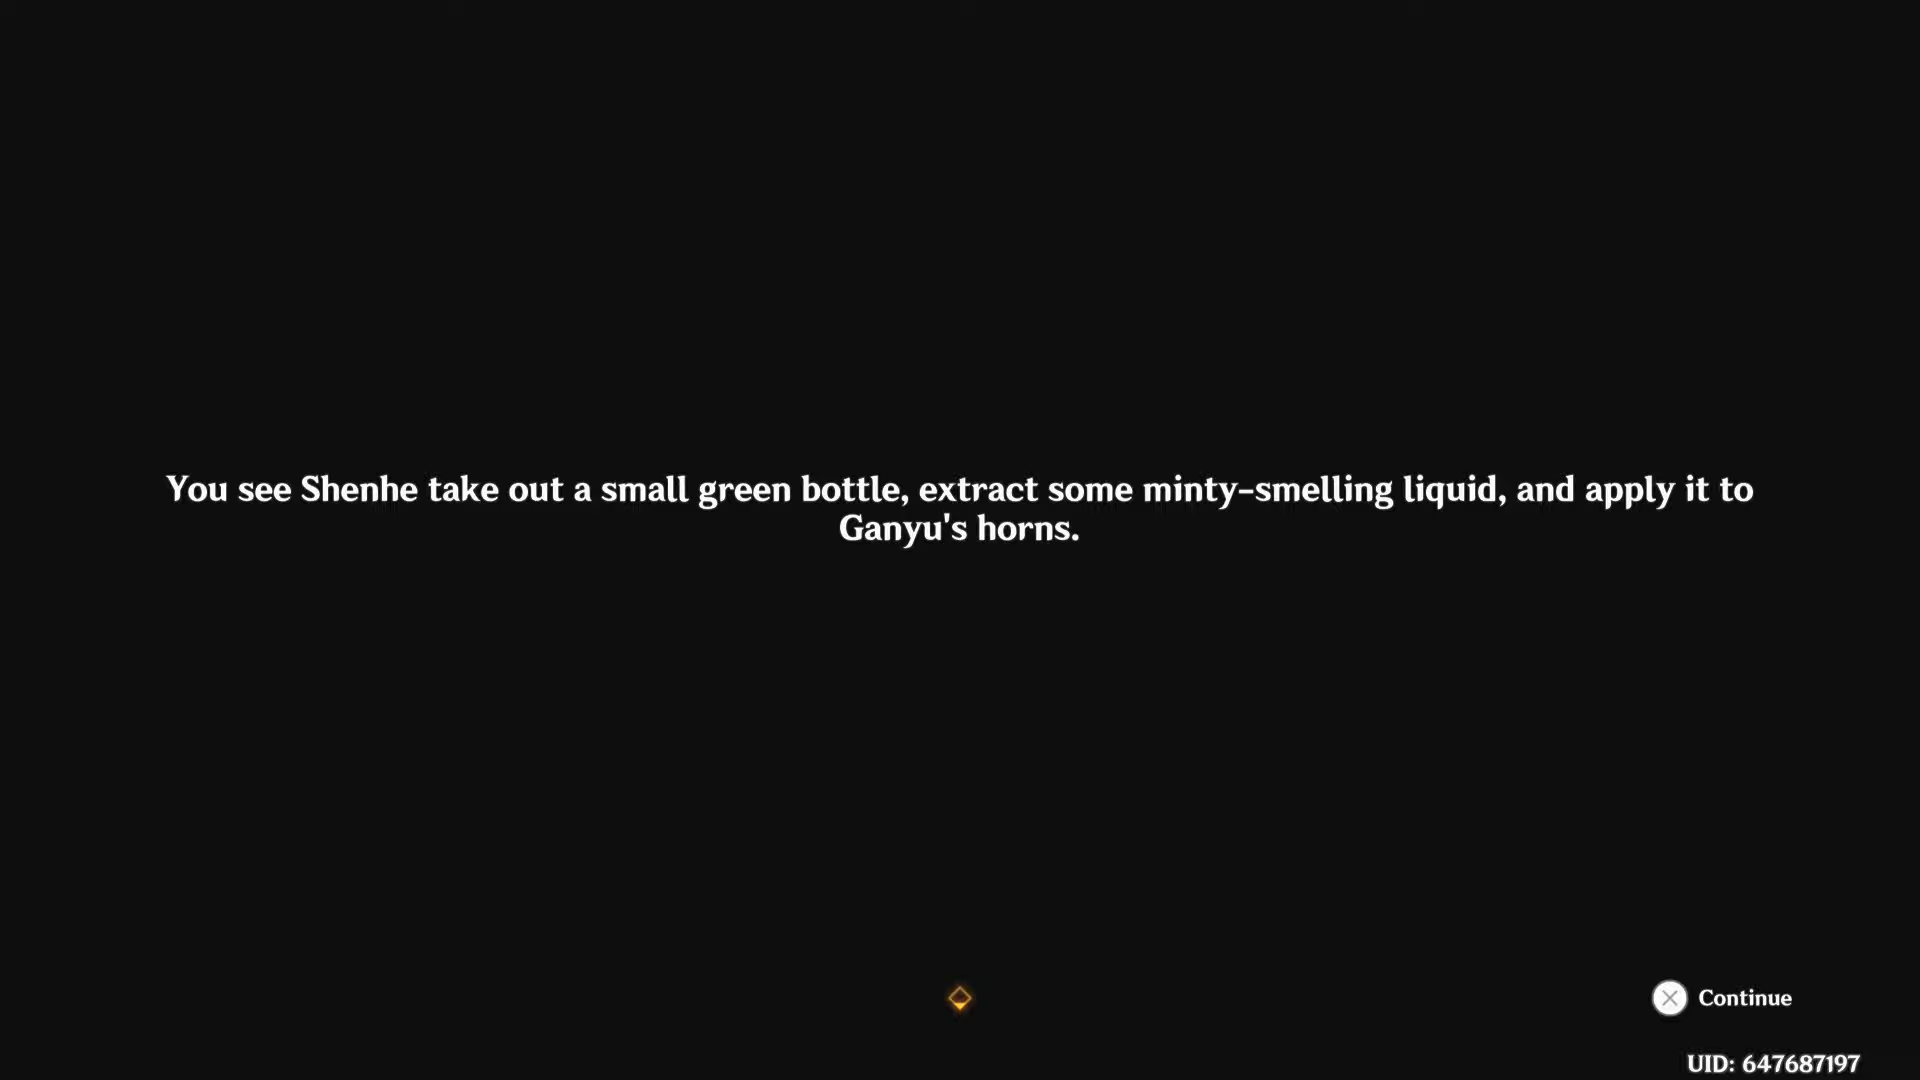 You see Shenhe take out a small green bottle, extract some minty-smelling liquid, and apply it to
Ganyu's horns.
Continue
UID: 647687197